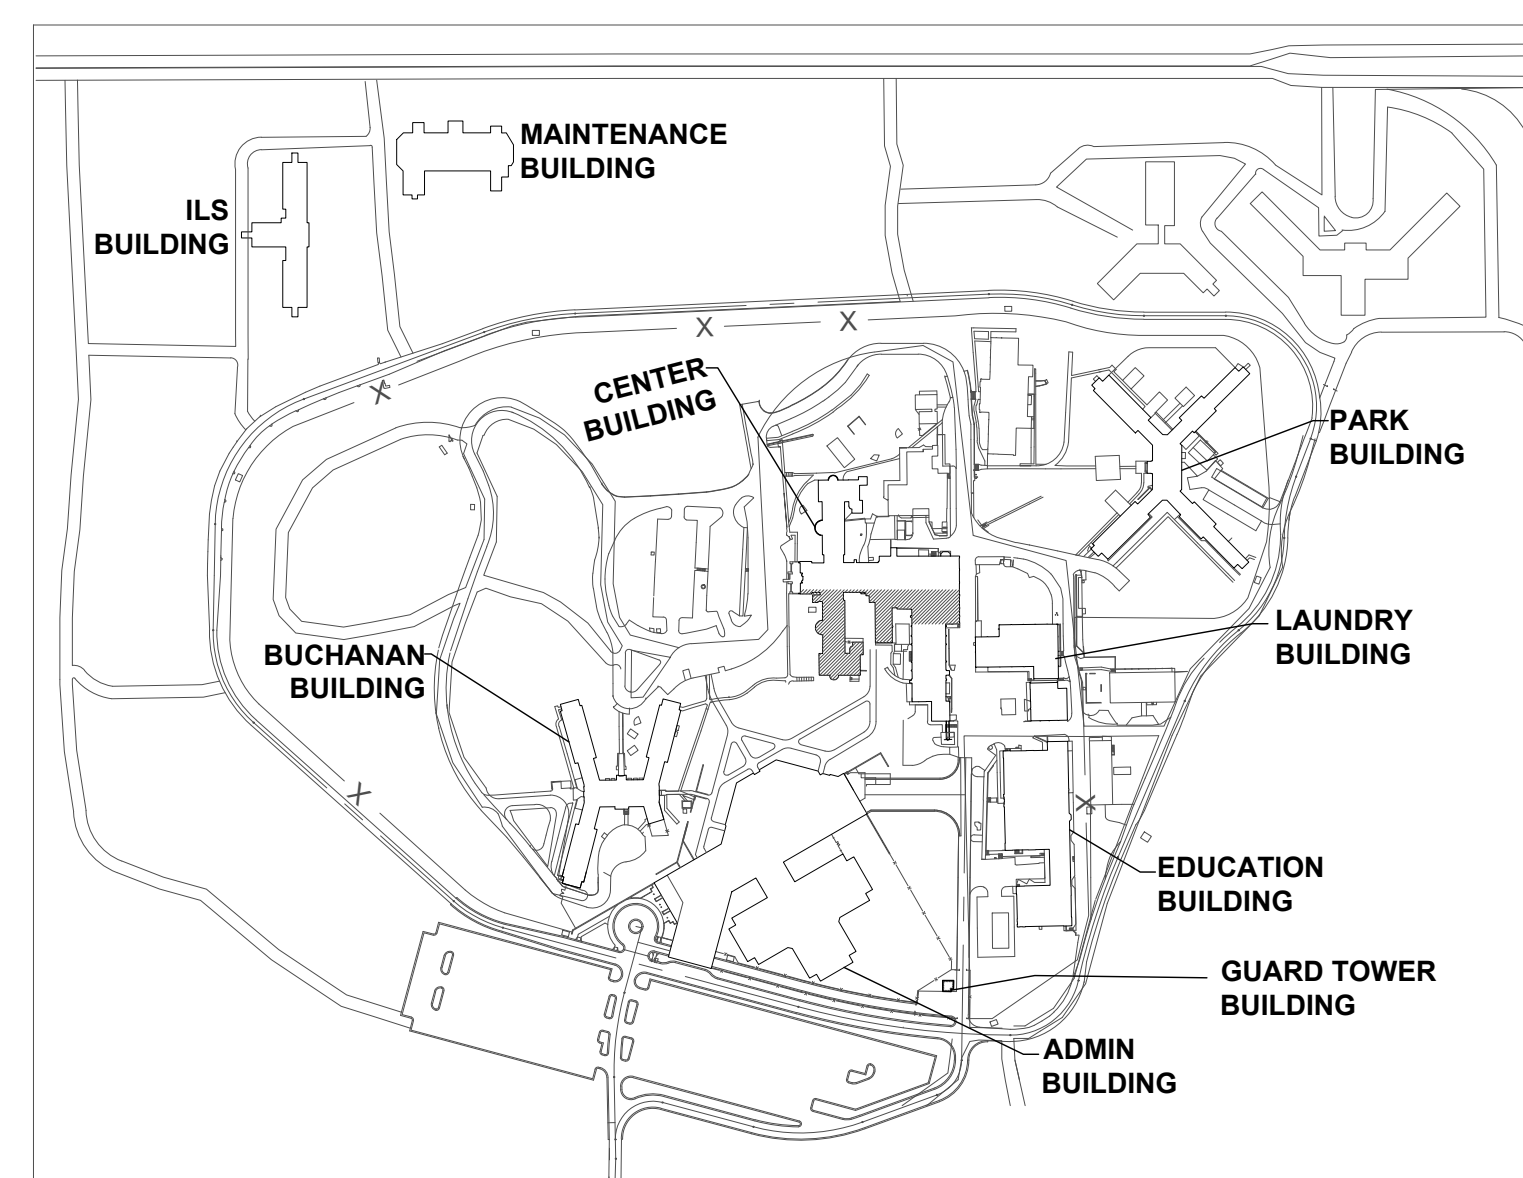 MAINTENANCE
BUILDING
ILS
BUILDING
CENTER
BUILDING
PARK
BUILDING
LAUNDRY
BUILDING
BUCHANAN
BUILDING
EDUCATION
BUILDING
GUARD TOWER
BUILDING
ADMIN
BUILDING